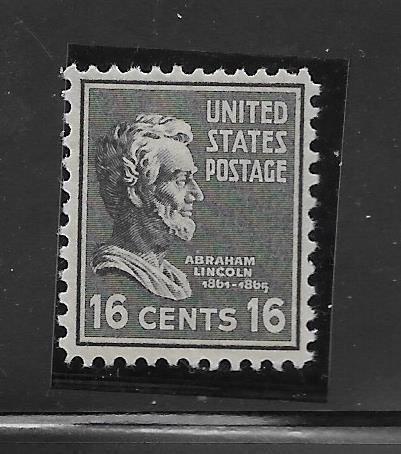 UNITED
STATES
POSTAGE
ABRAHAM
LINCOLN
1861-1865
16 CENTS 16